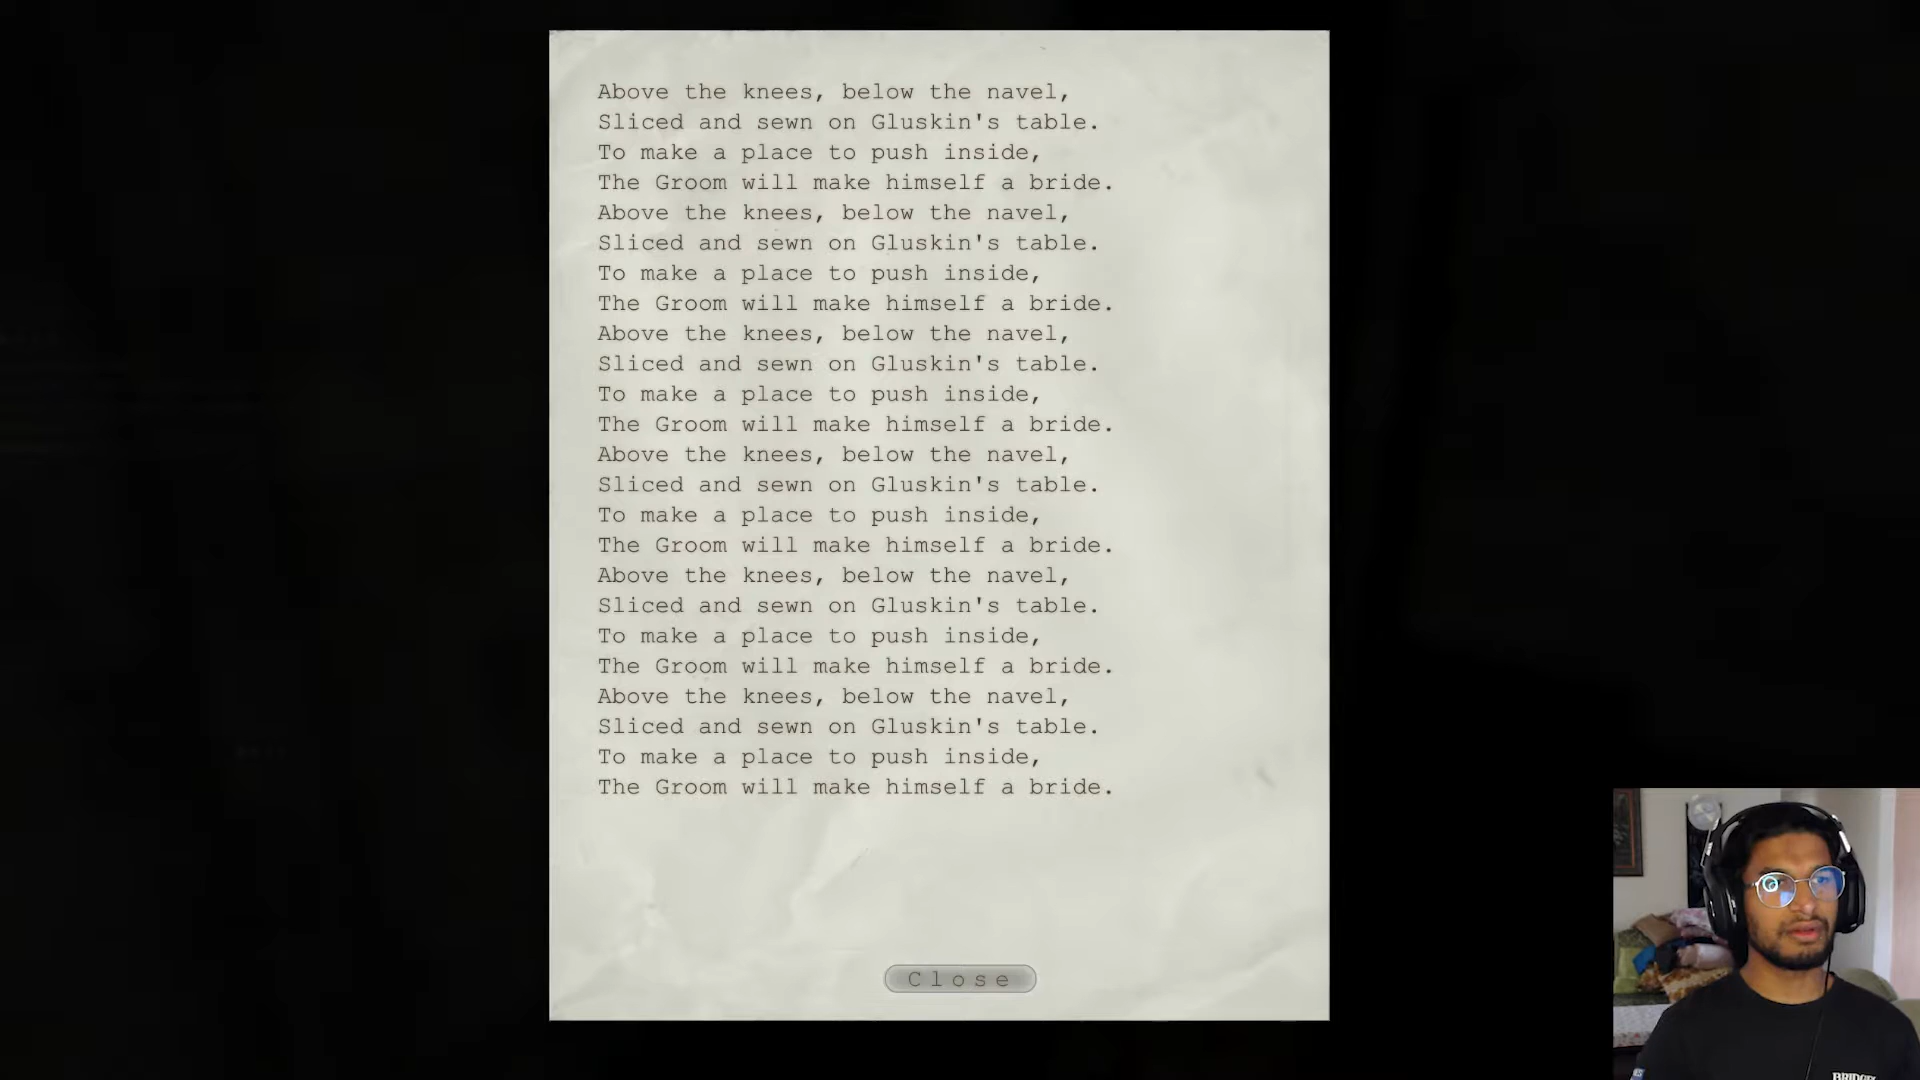 Above the knees, below the navel,
Sliced and sewn on Gluskin's table.
To make a place to push inside,
The Groom will make himself a bride.
Above the knees, below the navel,
Sliced and sewn on Gluskin's table.
To make a place to push inside,
The Groom will make himself a bride.
Above the knees, below the navel,
Sliced and sewn on Gluskin's table.
To make a place to push inside,
The Groom will make himself a bride.
Above the knees, below the navel,
Sliced and sewn on Gluskin's table.
To make a place to push inside,
The Groom will make himself a bride.
Above the knees, below the navel,
Sliced and sewn on Gluskin's table.
To make a place to push inside,
The Groom will make himself a bride.
Above the knees, below the navel,
Sliced and sewn on Gluskin's table.
To make a place to push inside,
The Groom will make himself a bride.
Close